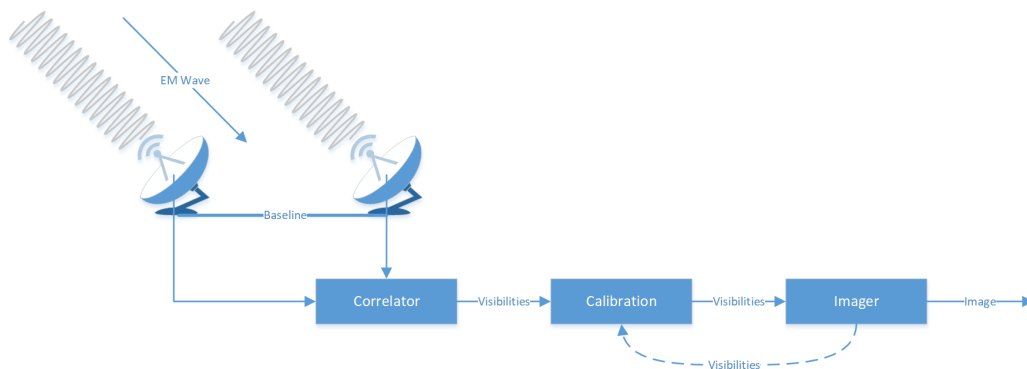 EM Wave
Baseline
Correlator
Visibilities
Calibration
Visibilities
Imager
Image
Visibilities